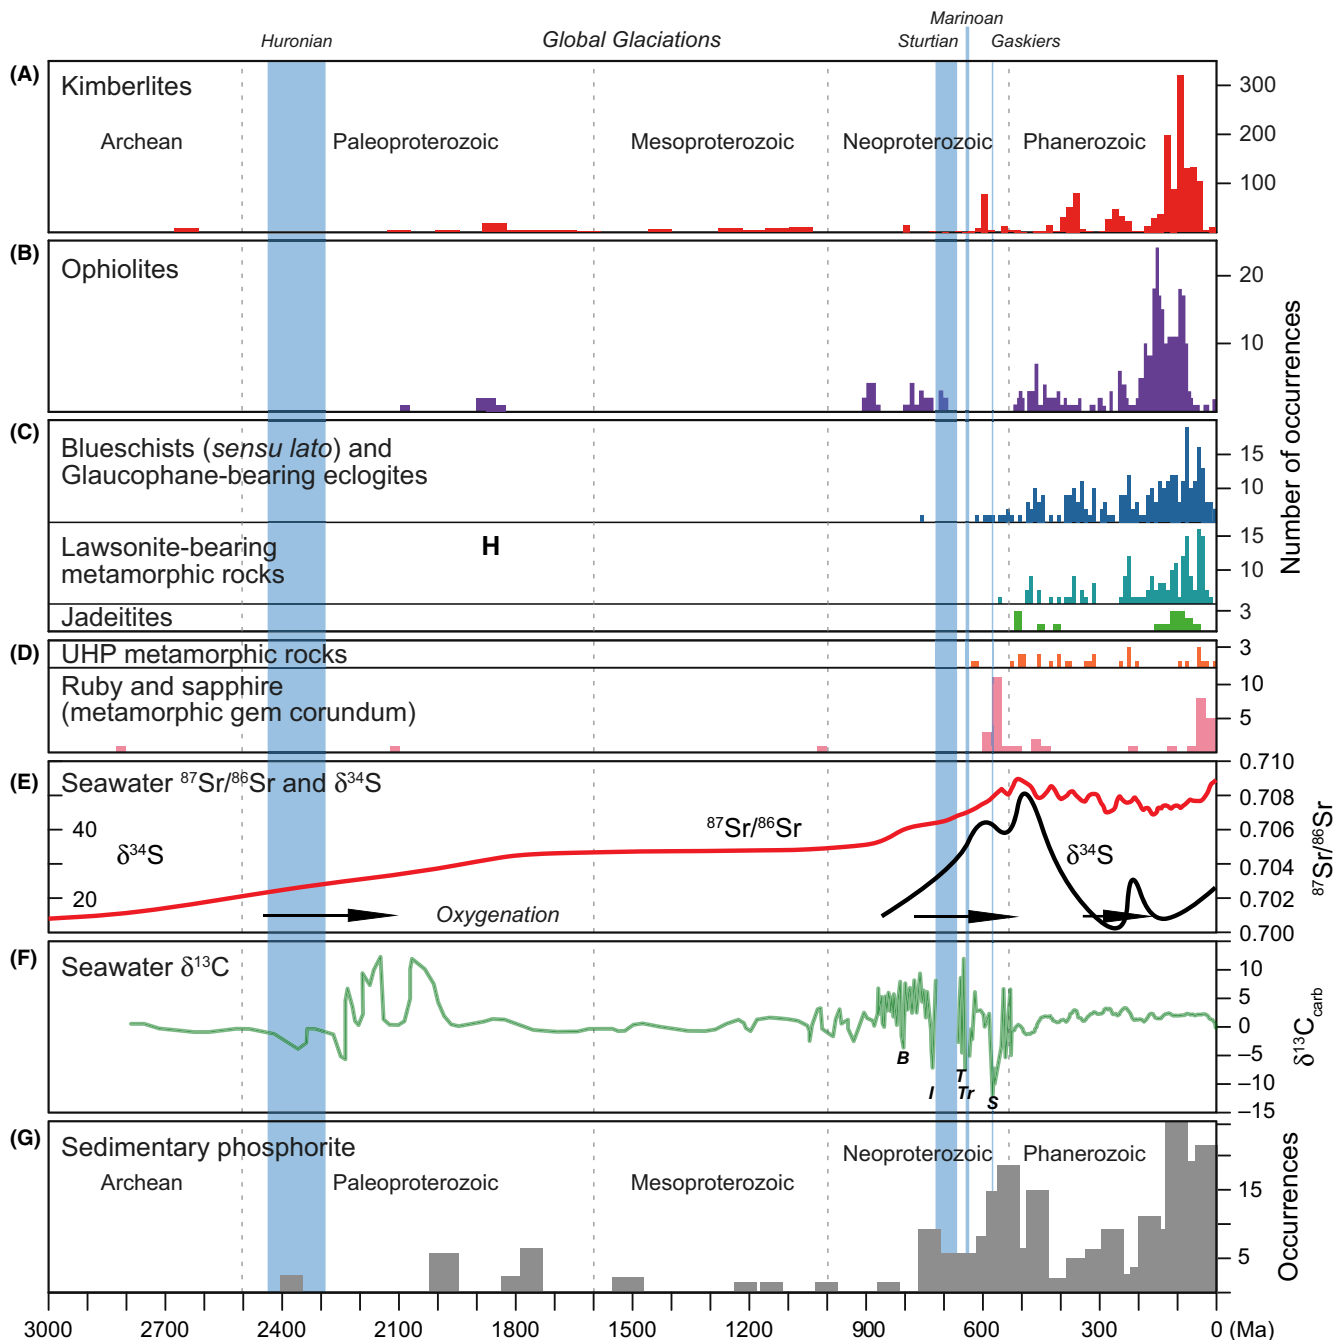 Marinoan
Huronian
Global Glaciations
Sturtian
Gaskiers
(A)
Kimberlites
300
200
100
Archean
Paleoproterozoic
Mesoproterozoic
Neoproterozoic
Phanerozoic
(B)
Ophiolites
20
10
Number of occurrences
(C)
Blueschists (sensu lato) and
Glaucophane-bearing eclogites
15
10
Lawsonite-bearing
metamorphic rocks
H
15
10
Jadeitites
3
(D)
UHP metamorphic rocks
3
Ruby and sapphire
(metamorphic gem corundum)
10
5
(E)
Seawater ⁸⁷Sr/⁸⁶Sr and δ³⁴S
40
20
δ³⁴S
⁸⁷Sr/⁸⁶Sr
δ³⁴S
Oxygenation
0.710
0.708
0.706
0.704
0.702
0.700
⁸⁷Sr/⁸⁶Sr
(F)
Seawater δ¹³C
B
I
T
Tr
S
10
5
0
−5
−10
−15
δ¹³C carb
(G)
Sedimentary phosphorite
Archean
Paleoproterozoic
Mesoproterozoic
Neoproterozoic
Phanerozoic
15
5
Occurrences
3000 2700 2400 2100 1800 1500 1200 900 600 300 0 (Ma)